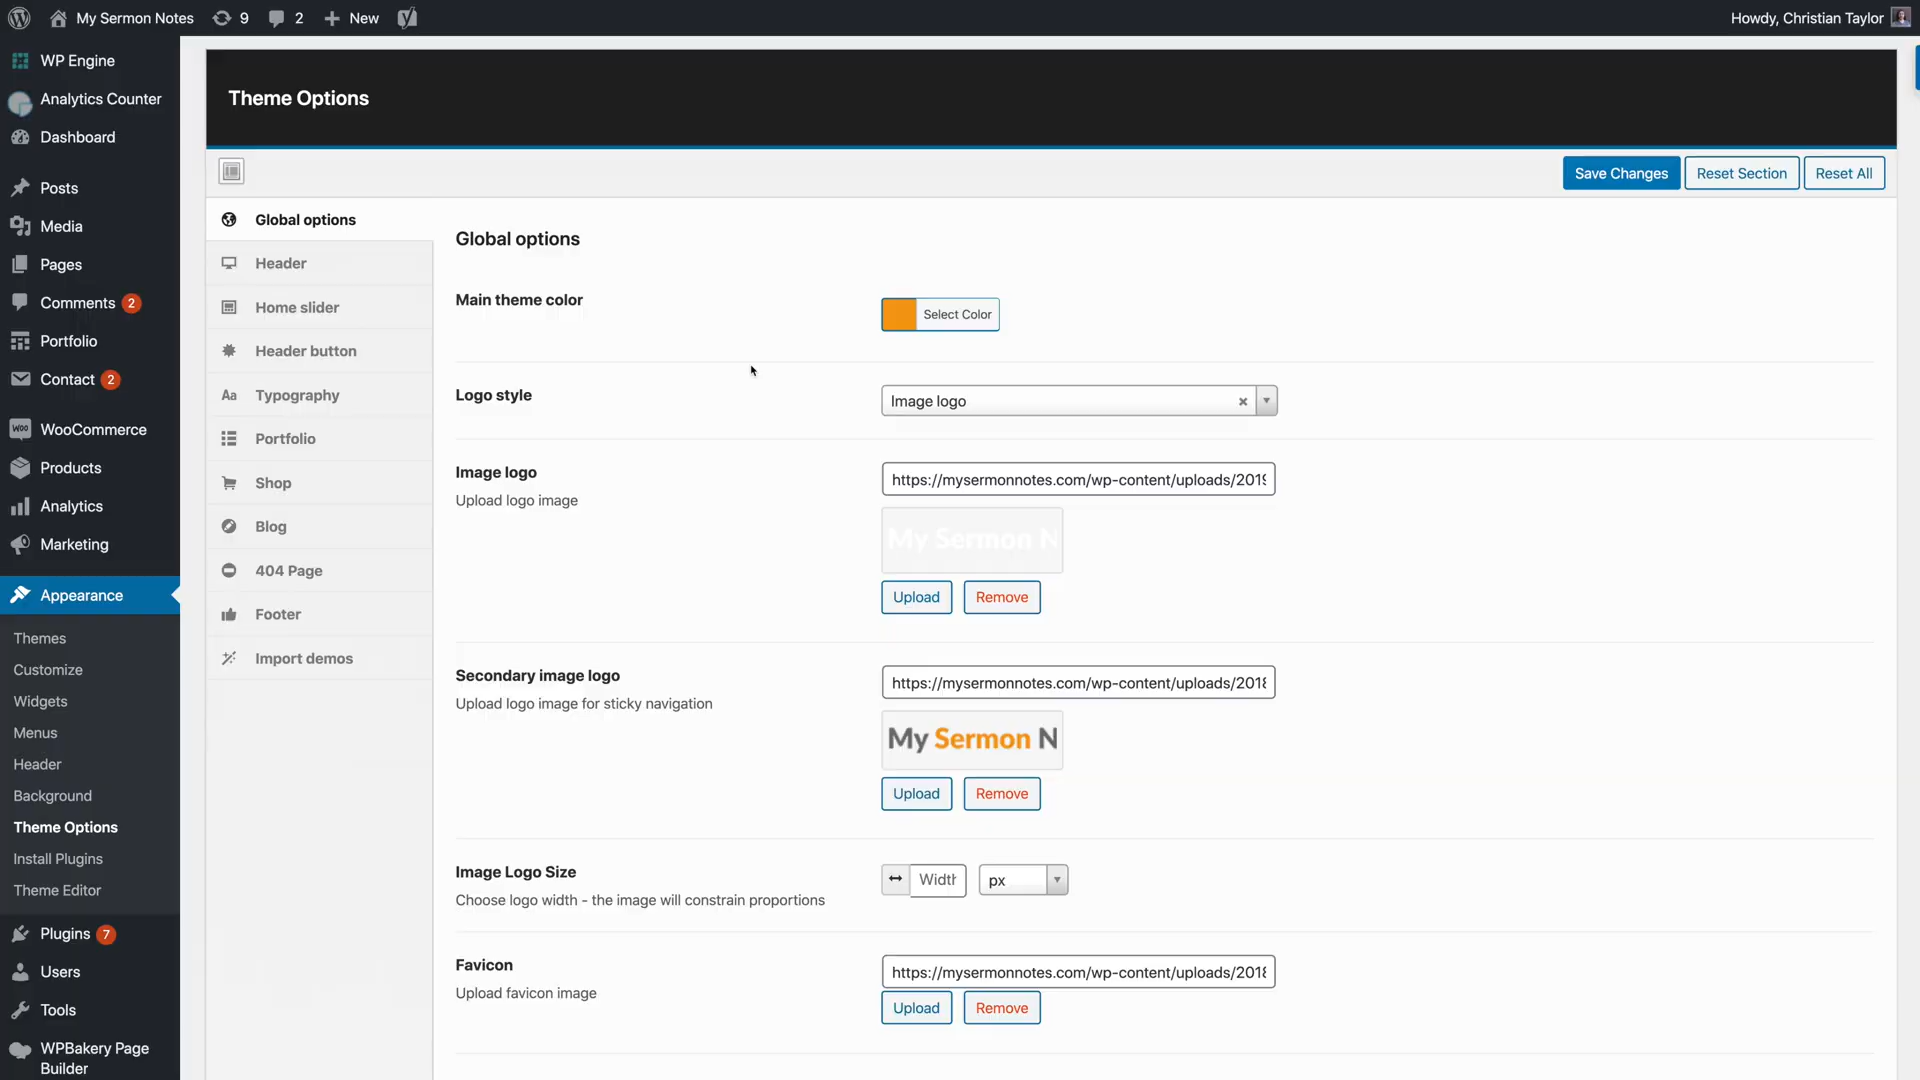 My Sermon Notes
9
2
New
Howdy, Christian Taylor
WP Engine
Analytics Counter
Dashboard
Posts
Media
Pages
Comments 2
Portfolio
Contact 2
WooCommerce
Products
Analytics
Marketing
Appearance
Themes
Customize
Widgets
Menus
Header
Background
Theme Options
Install Plugins
Theme Editor
Plugins 7
Users
Tools
WPBakery Page
Builder
Theme Options
Save Changes
Reset Section
Reset All
Global options
Header
Home slider
Header button
Aa Typography
Portfolio
Shop
Blog
404 Page
Footer
Import demos
Global options
Main theme color
Select Color
Logo style
Image logo
Image logo
Upload logo image
https://mysermonnotes.com/wp-content/uploads/2019
My Sermon N
Upload
Remove
Secondary image logo
Upload logo image for sticky navigation
https://mysermonnotes.com/wp-content/uploads/2018
My Sermon N
Upload
Remove
Image Logo Size
Choose logo width - the image will constrain proportions
Width
px
Favicon
Upload favicon image
https://mysermonnotes.com/wp-content/uploads/2018
Upload
Remove